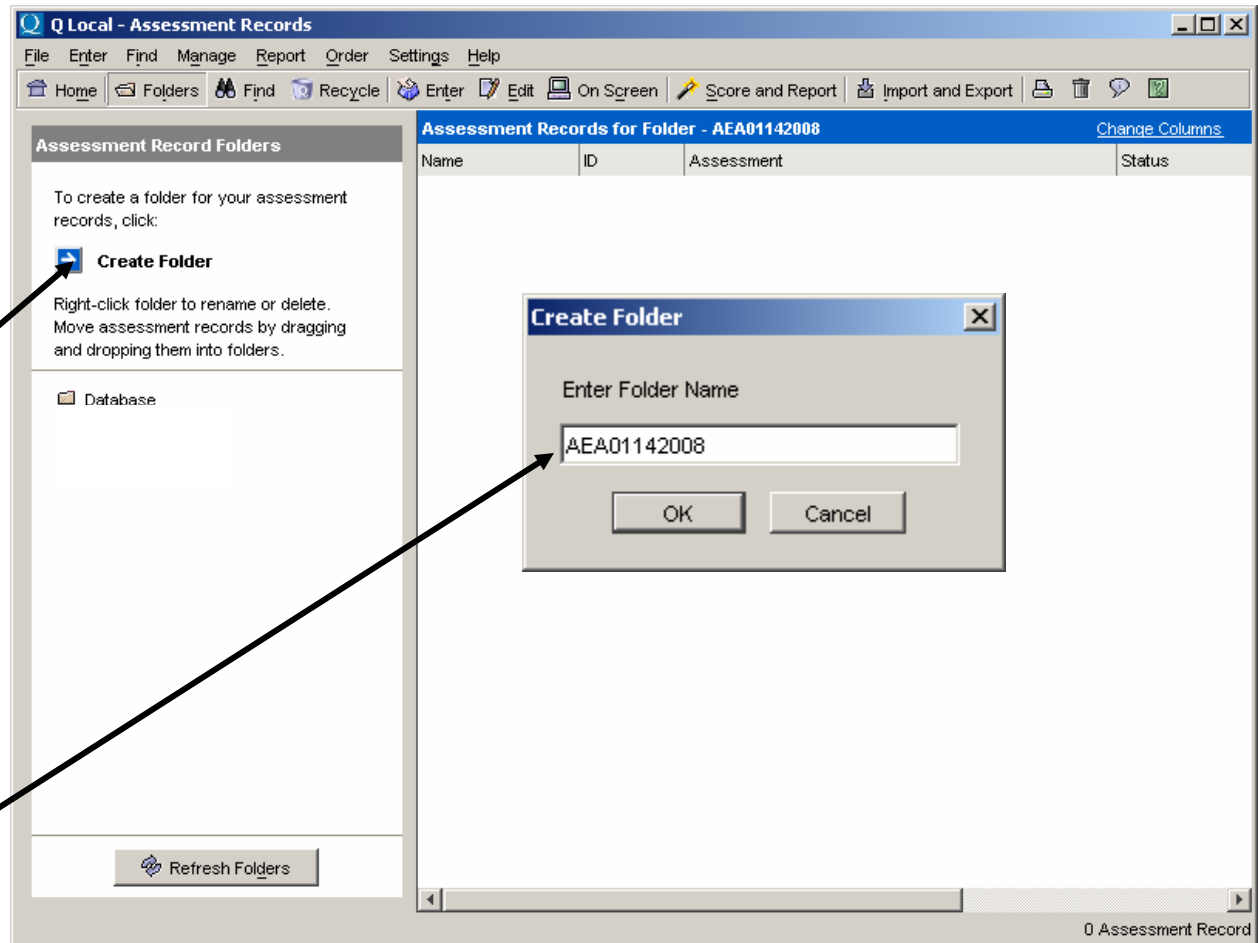 Q Local - Assessment Records
File Enter Find Manage Report Order Settings Help
Home Folders Find Recycle Enter Edit On Screen Score and Report Import and Export
Assessment Record Folders
To create a folder for your assessment
records, click:
Create Folder
Right-click folder to rename or delete.
Move assessment records by dragging
and dropping them into folders.
Database
Refresh Folders
Assessment Records for Folder - AEA01142008 Change Columns
Name ID Assessment Status
Create Folder
Enter Folder Name
AEA01142008
OK Cancel
0 Assessment Record